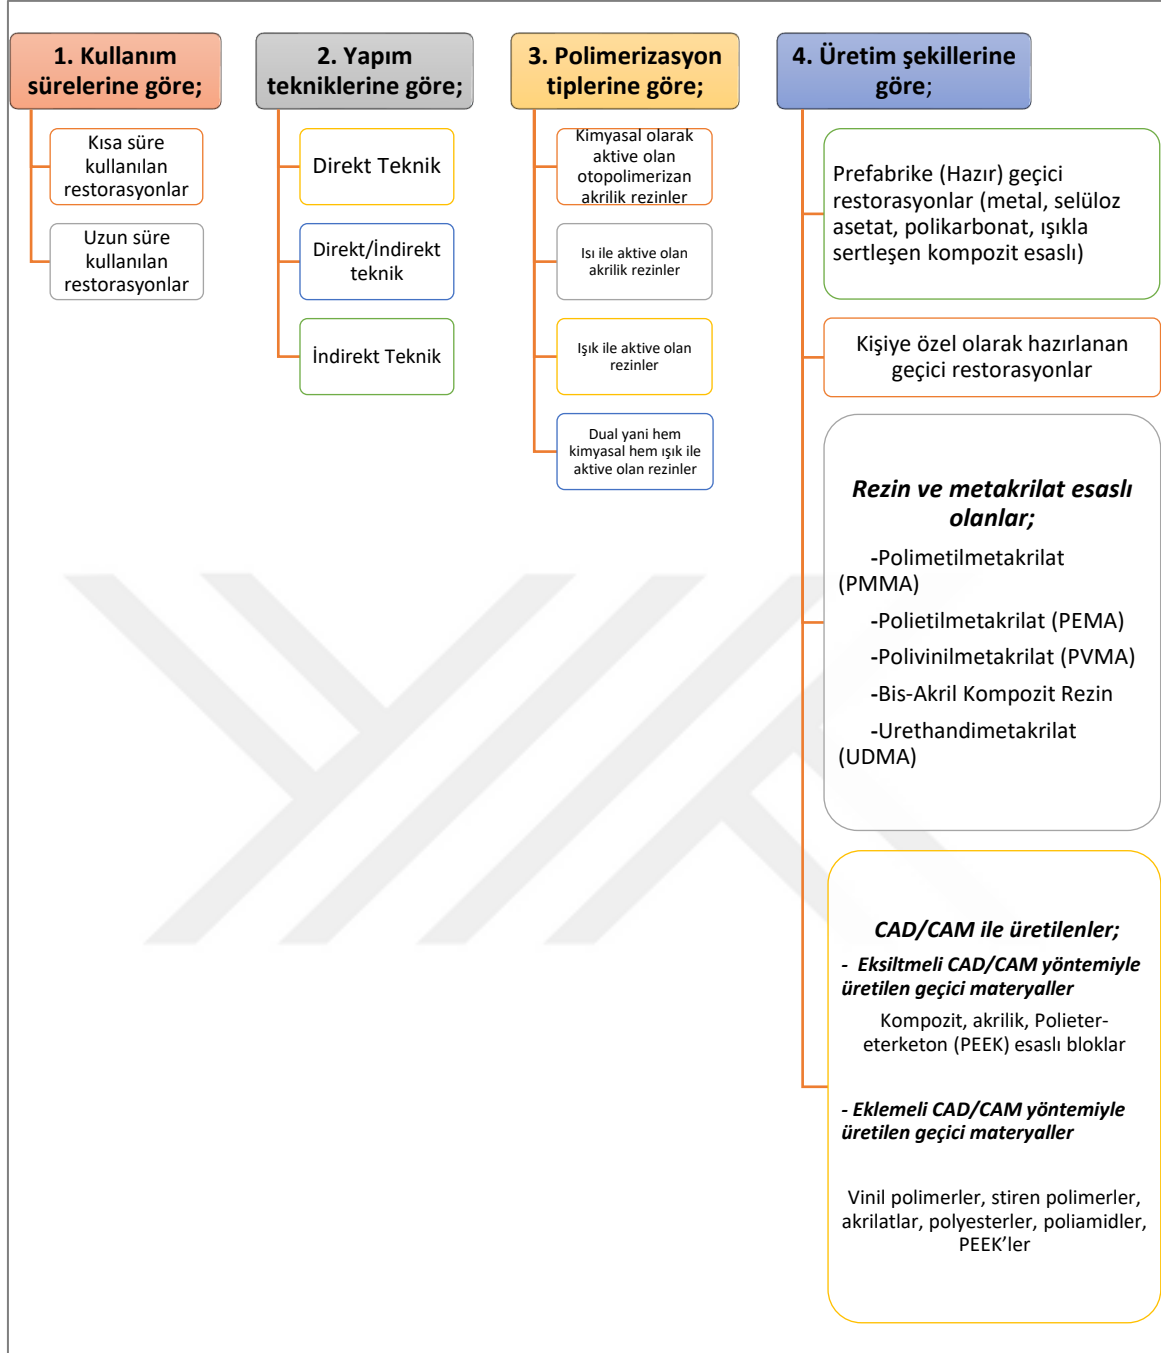 1. Kullanım
sürelerine göre;
Kısa süre
kullanılan
restorasyonlar
Uzun süre
kullanılan
restorasyonlar
2. Yapım
tekniklerine göre;
Direkt Teknik
Direkt/İndirekt
teknik
İndirekt Teknik
3. Polimerizasyon
tiplerine göre;
Kimyasal olarak
aktive olan
otopolimerizan
akrilik rezinler
Isı ile aktive olan
akrilik rezinler
Işık ile aktive olan
rezinler
Dual yani hem
kimyasal hem ışık ile
aktive olan rezinler
4. Üretim şekillerine
göre;
Prefabrike (Hazır) geçici
restorasyonlar (metal, selüloz
asetat, polikarbonat, ışıkla
sertleşen kompozit esaslı)
Kişiye özel olarak hazırlanan
geçici restorasyonlar
Rezin ve metakrilat esaslı
olanlar;
-Polimetilmetakrilat
(PMMA)
-Polietilmetakrilat (PEMA)
-Polivinilmetakrilat (PVMA)
-Bis-Akril Kompozit Rezin
-Urethandimetakrilat
(UDMA)
CAD/CAM ile üretilenler;
- Eksiltmeli CAD/CAM yöntemiyle
üretilen geçici materyaller
Kompozit, akrilik, Polieter-
eterketon (PEEK) esaslı bloklar
- Eklemeli CAD/CAM yöntemiyle
üretilen geçici materyaller
Vinil polimerler, stiren polimerler,
akrilatlar, polyesterler, poliamidler,
PEEK'ler